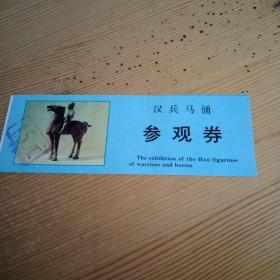 汉兵马俑
参观券
The exhibition of the Han figurines
of warriors and horses